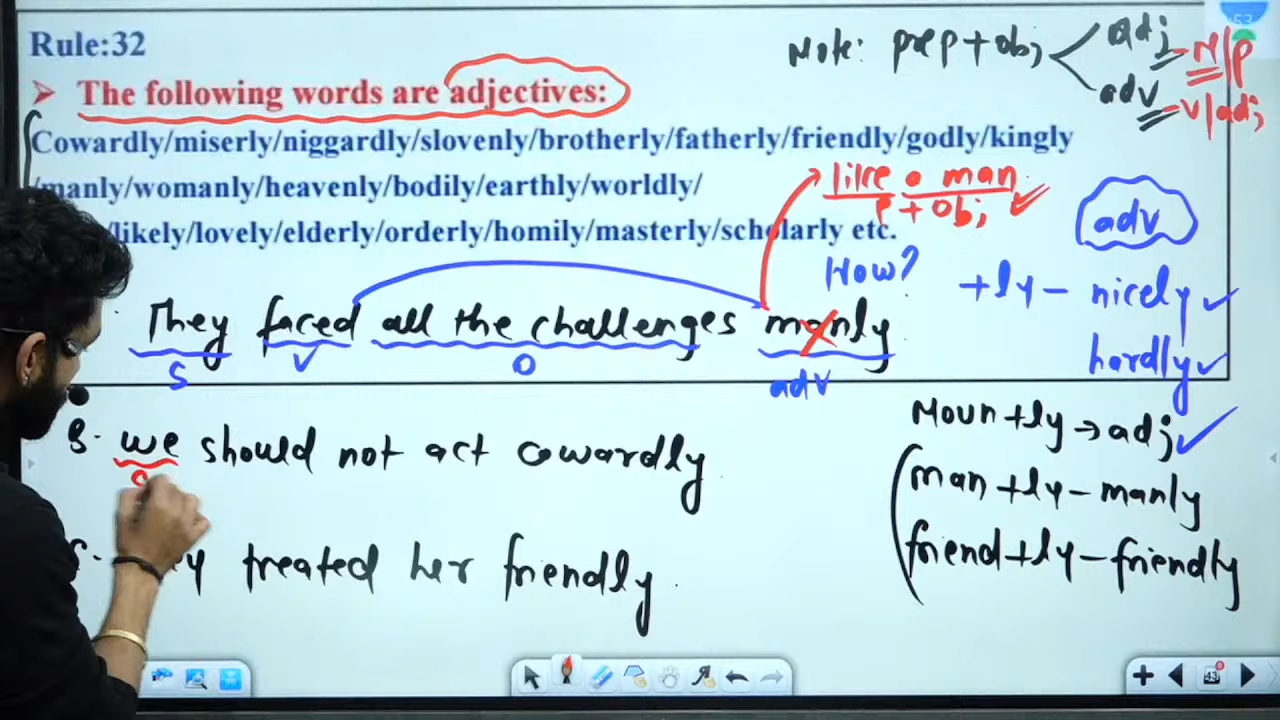 Rule:32
Note: prep + obj < adj - N/P
adv - V/adj
➤ The following words are adjectives:
Cowardly/miserly/niggardly/slovenly/brotherly/fatherly/friendly/godly/kingly
/manly/womanly/heavenly/bodily/earthly/worldly/
like a man
P + Obj
/likely/lovely/elderly/orderly/homily/masterly/scholarly etc.
adv
How?
+ly - nicely
They faced all the challenges manly
hardly
S V O adv
Noun+ly → adj
we should not act cowardly
man + ly - manly
treated her friendly.
friend+ly - friendly
43